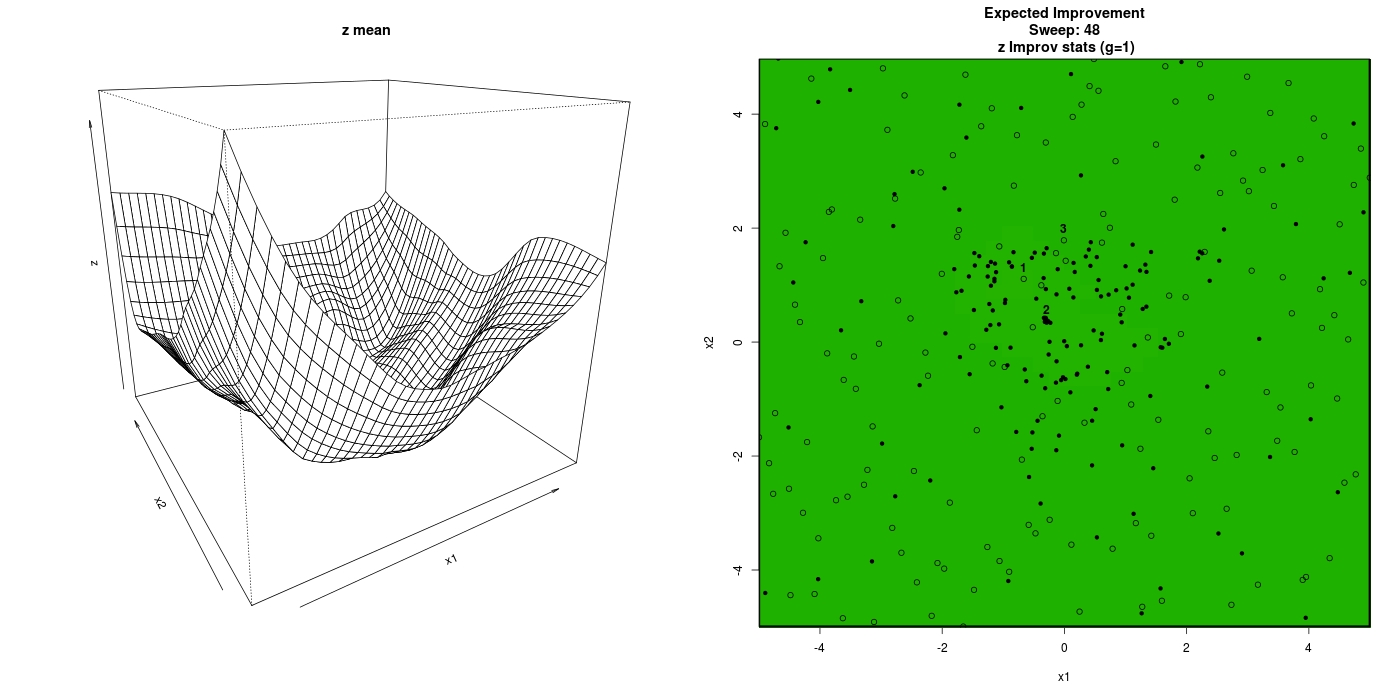 z mean
z
x2
x1
Expected Improvement
Sweep: 48
z Improv stats (g=1)
4
2
0
-2
-4
x2
3
1
2
-4
-2
0
2
4
x1